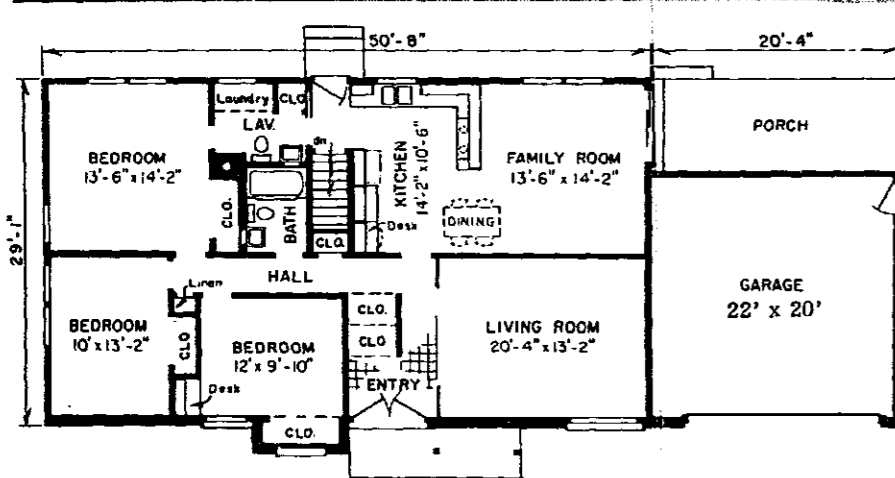 50'-8"
20'-4"
29'-1"
Laundry
CLO.
LAV.
dn
BEDROOM
13'-6" x 14'-2"
CLO.
BATH
CLO.
KITCHEN
14'-2" x 10'-6"
Desk
DINING
FAMILY ROOM
13'-6" x 14'-2"
PORCH
HALL
Linen
BEDROOM
10' x 13'-2"
CLO
Desk
BEDROOM
12' x 9'-10"
CLO.
CLO.
CLO
ENTRY
LIVING ROOM
20'-4" x 13'-2"
GARAGE
22' x 20'